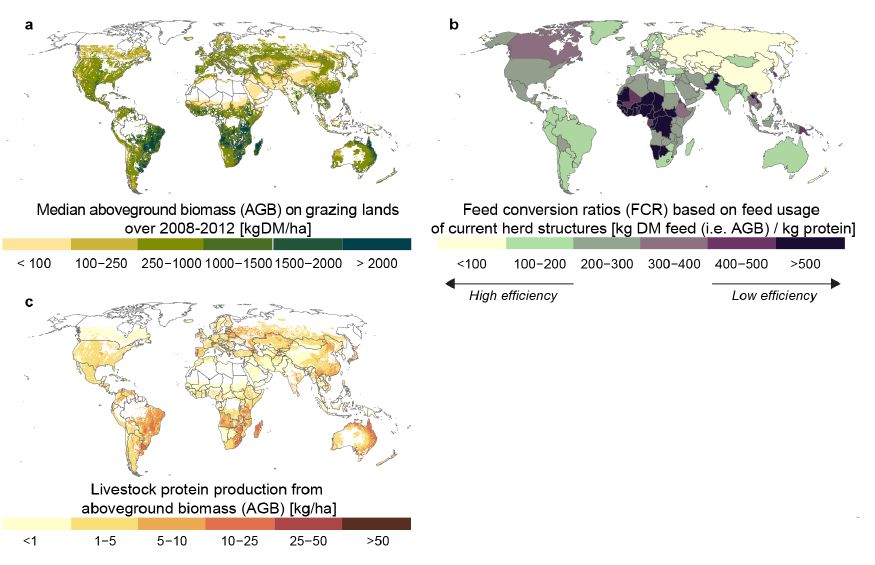 a
Median aboveground biomass (AGB) on grazing lands
over 2008-2012 [kgDM/ha]
< 100 100−250 250−1000 1000−1500 1500−2000 > 2000
b
Feed conversion ratios (FCR) based on feed usage
of current herd structures [kg DM feed (i.e. AGB) / kg protein]
<100 100−200 200−300 300−400 400−500 >500
High efficiency Low efficiency
c
Livestock protein production from
aboveground biomass (AGB) [kg/ha]
<1 1−5 5−10 10−25 25−50 >50